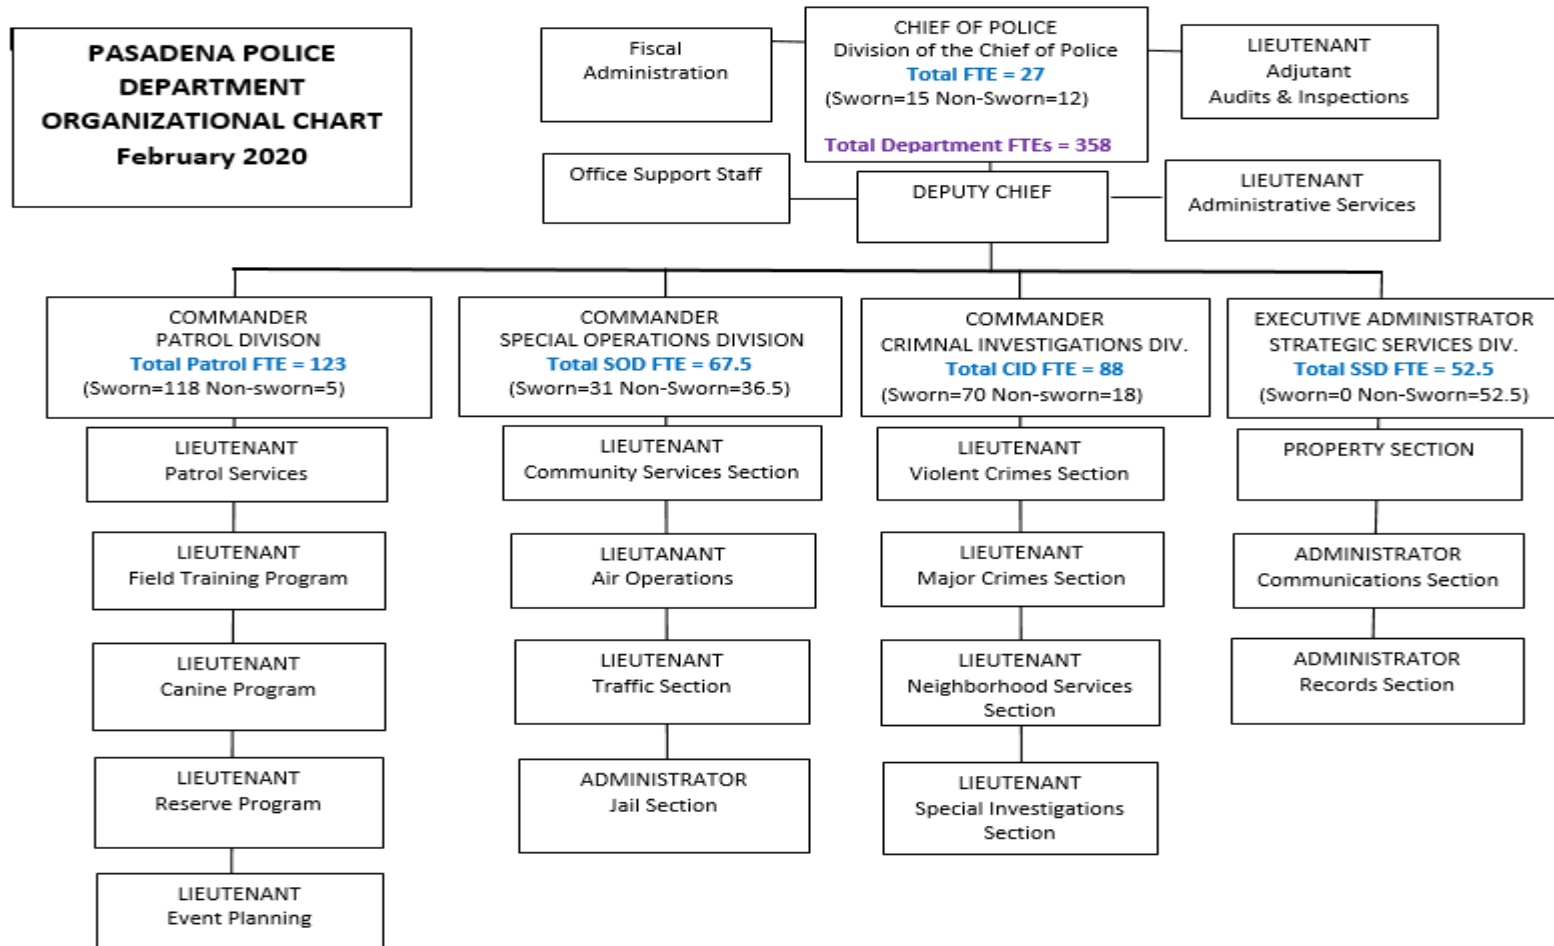 PASADENA POLICE
DEPARTMENT
ORGANIZATIONAL CHART
February 2020
Fiscal
Administration
CHIEF OF POLICE
Division of the Chief of Police
Total FTE = 27
(Sworn=15 Non-Sworn=12)
Total Department FTEs = 358
LIEUTENANT
Adjutant
Audits & Inspections
Office Support Staff
DEPUTY CHIEF
LIEUTENANT
Administrative Services
COMMANDER
PATROL DIVISON
Total Patrol FTE = 123
(Sworn=118 Non-sworn=5)
LIEUTENANT
Patrol Services
LIEUTENANT
Field Training Program
LIEUTENANT
Canine Program
LIEUTENANT
Reserve Program
LIEUTENANT
Event Planning
COMMANDER
SPECIAL OPERATIONS DIVISION
Total SOD FTE = 67.5
(Sworn=31 Non-Sworn=36.5)
LIEUTENANT
Community Services Section
LIEUTANANT
Air Operations
LIEUTENANT
Traffic Section
ADMINISTRATOR
Jail Section
COMMANDER
CRIMNAL INVESTIGATIONS DIV.
Total CID FTE = 88
(Sworn=70 Non-sworn=18)
LIEUTENANT
Violent Crimes Section
LIEUTENANT
Major Crimes Section
LIEUTENANT
Neighborhood Services
Section
LIEUTENANT
Special Investigations
Section
EXECUTIVE ADMINISTRATOR
STRATEGIC SERVICES DIV.
Total SSD FTE = 52.5
(Sworn=0 Non-Sworn=52.5)
PROPERTY SECTION
ADMINISTRATOR
Communications Section
ADMINISTRATOR
Records Section